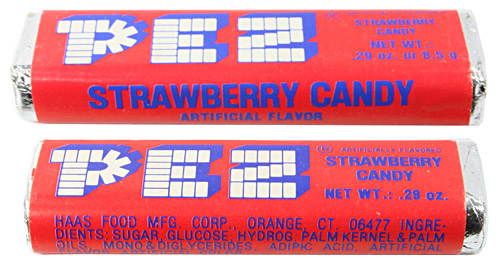 PEZ
STRAWBERRY
CANDY
NET WT.
.29 oz. or 8.5 g
STRAWBERRY CANDY
ARTIFICIAL FLAVOR
PEZ
® ARTIFICIALLY FLAVORED
STRAWBERRY
CANDY
NET WT.: .29 oz.
HAAS FOOD MFG. CORP., ORANGE, CT. 06477 INGRE-
DIENTS: SUGAR, GLUCOSE, HYDROG. PALM KERNEL & PALM
OILS, MONO & DIGLYCERIDES, ADIPIC ACID, ARTIFICIAL